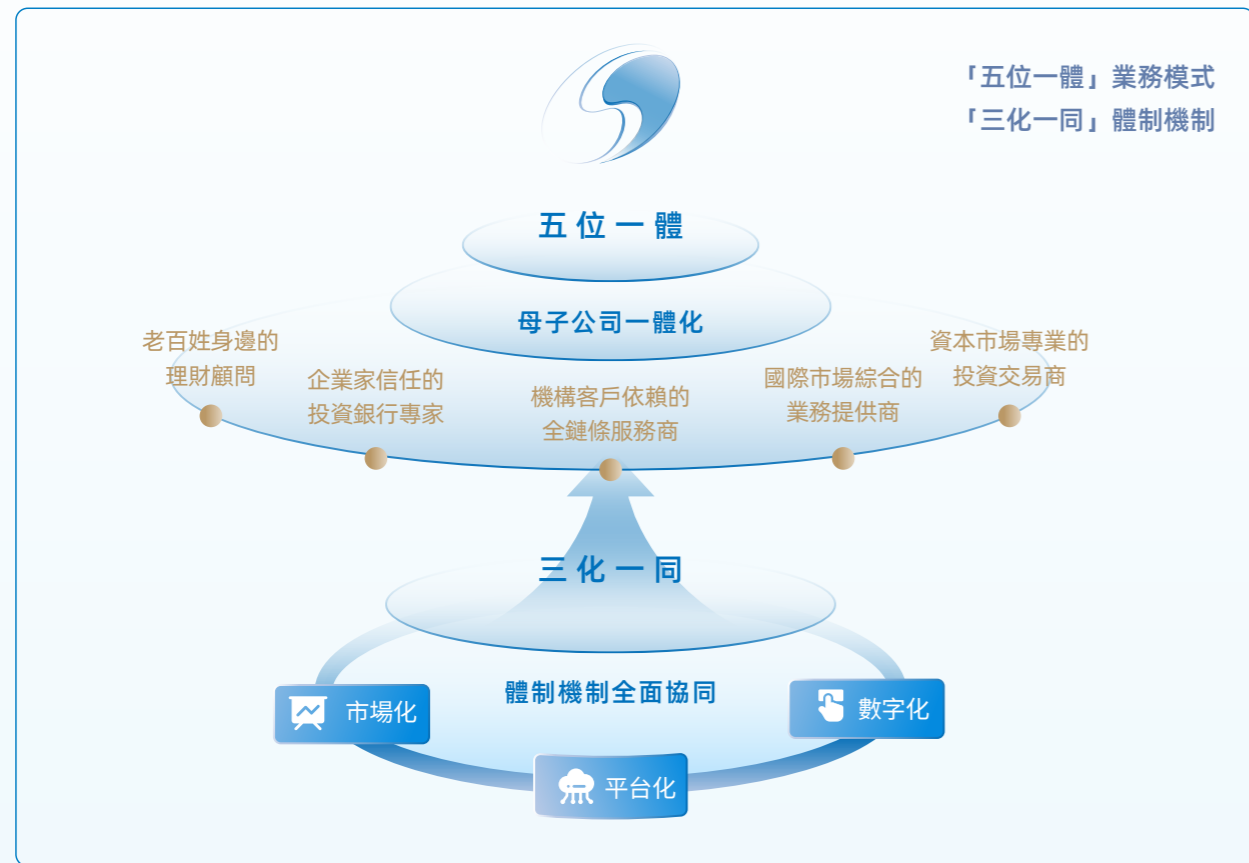 「五位一體」業務模式
「三化一同」體制機制
五位一體
母子公司一體化
老百姓身邊的
理財顧問
企業家信任的
投資銀行專家
機構客戶依賴的
全鏈條服務商
國際市場綜合的
業務提供商
資本市場專業的
投資交易商
三化一同
體制機制全面協同
市場化
平台化
數字化